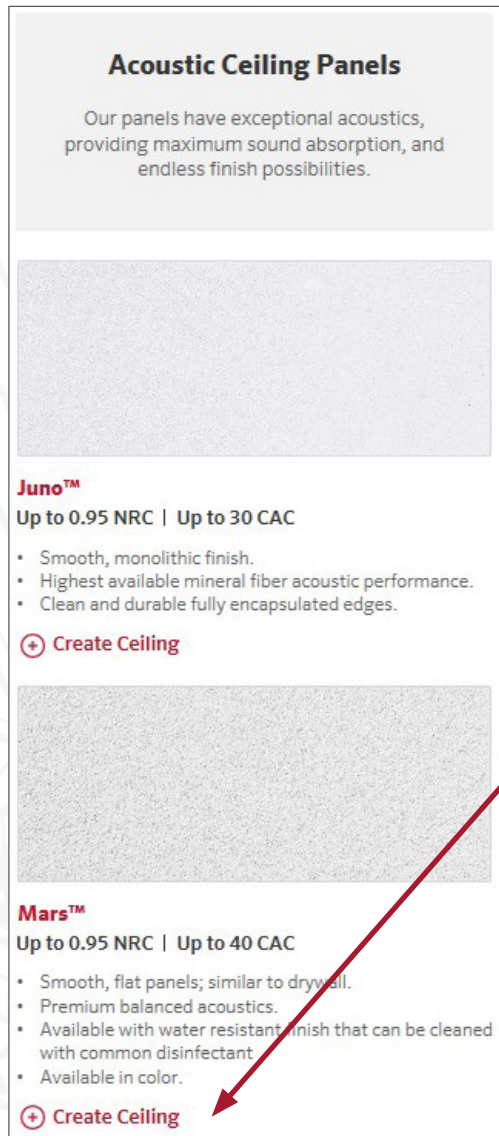 Acoustic Ceiling Panels
Our panels have exceptional acoustics,
providing maximum sound absorption, and
endless finish possibilities.
Juno™
Up to 0.95 NRC | Up to 30 CAC
• Smooth, monolithic finish.
• Highest available mineral fiber acoustic performance.
• Clean and durable fully encapsulated edges.
Create Ceiling
Mars™
Up to 0.95 NRC | Up to 40 CAC
• Smooth, flat panels; similar to drywall.
• Premium balanced acoustics.
• Available with water resistant finish that can be cleaned
with common disinfectant
• Available in color.
Create Ceiling